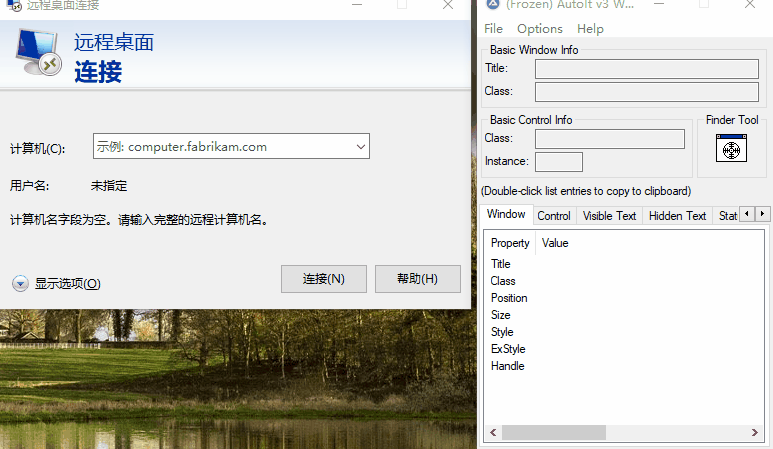 远程桌面连接
远程桌面
连接
计算机(C):
示例: computer.fabrikam.com
用户名:
未指定
计算机名字段为空。请输入完整的远程计算机名。
显示选项(O)
连接(N)
帮助(H)
(Frozen) AutoIt v3 W...
File Options Help
Basic Window Info
Title:
Class:
Basic Control Info
Class:
Instance:
Finder Tool
(Double-click list entries to copy to clipboard)
Window Control Visible Text Hidden Text Stat
Property Value
Title
Class
Position
Size
Style
ExStyle
Handle